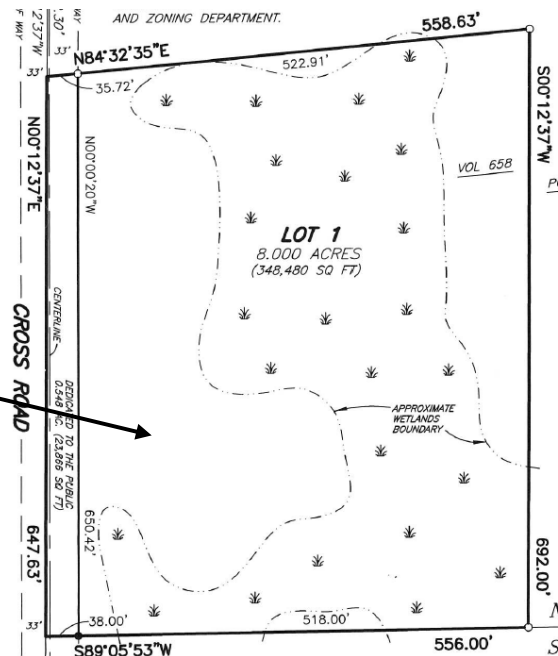 AND ZONING DEPARTMENT.
558.63'
N84°32'35"E
522.91'
35.72'
33'
33'
N00°12'37"E
N00°00'20"W
S00°12'37"W
VOL 658
LOT 1
8.000 ACRES
(348,480 SQ FT)
CENTERLINE
CROSS ROAD
DEDICATED TO THE PUBLIC
0.548 AC. (23,866 SQ FT)
APPROXIMATE
WETLANDS
BOUNDARY
650.42'
647.63'
692.00'
33'
38.00'
518.00'
556.00'
S89°05'53"W